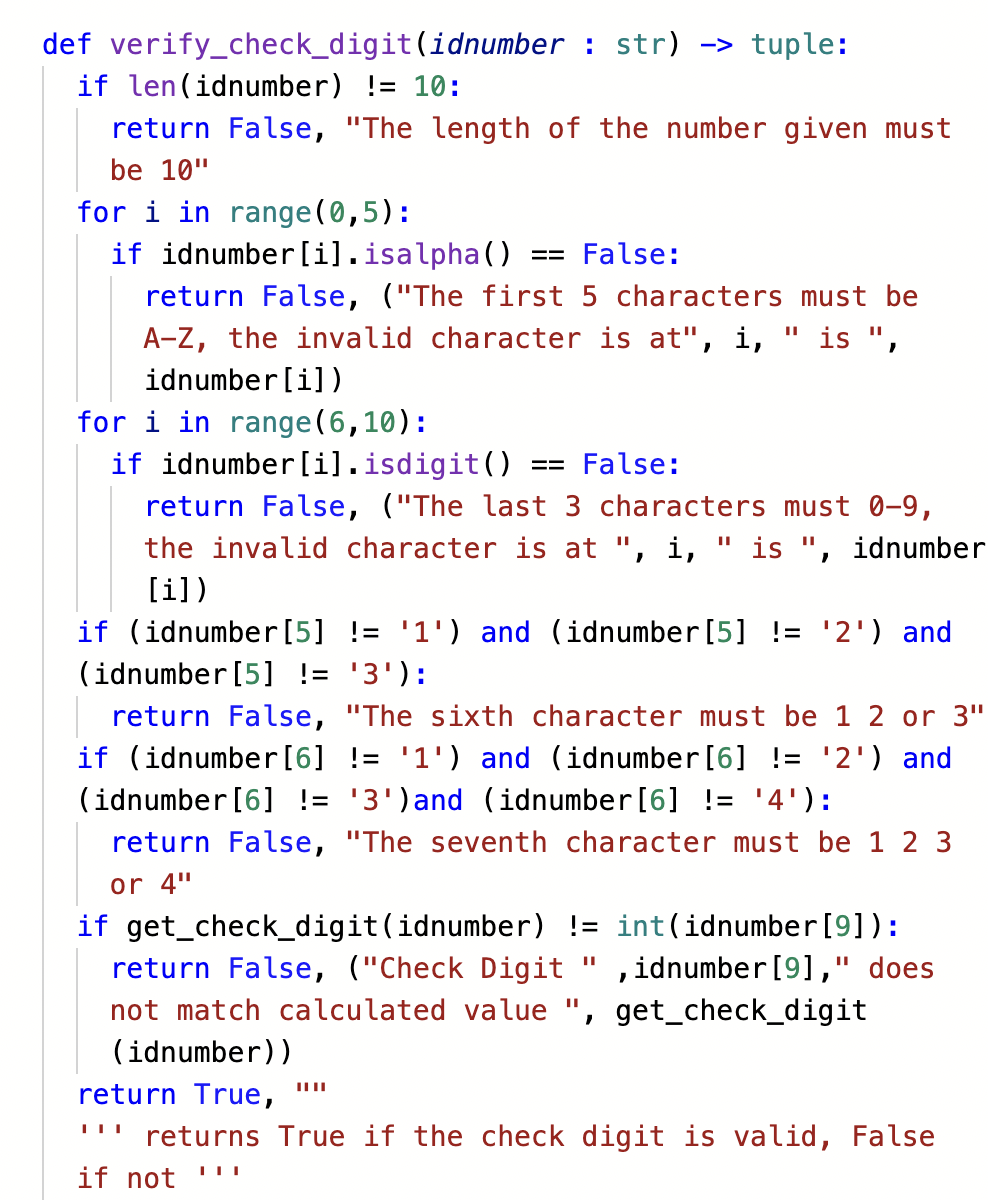 def verify_check_digit(idnumber : str) -> tuple:
if len(idnumber) != 10:
return False, "The length of the number given must
be 10"
for i in range(0,5):
if idnumber[i].isalpha() == False:
return False, ("The first 5 characters must be
A-Z, the invalid character is at", i, " is ",
idnumber[i])
for i in range(6,10):
if idnumber[i].isdigit() == False:
return False, ("The last 3 characters must 0-9,
the invalid character is at ", i, " is ", idnumber
[i])
if (idnumber[5] != '1') and (idnumber[5] != '2') and
(idnumber[5] != '3'):
return False, "The sixth character must be 1 2 or 3"
if (idnumber[6] != '1') and (idnumber[6] != '2') and
(idnumber[6] != '3')and (idnumber[6] != '4'):
return False, "The seventh character must be 1 2 3
or 4"
if get_check_digit(idnumber) != int(idnumber[9]):
return False, ("Check Digit " ,idnumber[9]," does
not match calculated value ", get_check_digit
(idnumber))
return True, ""
''' returns True if the check digit is valid, False
if not '''